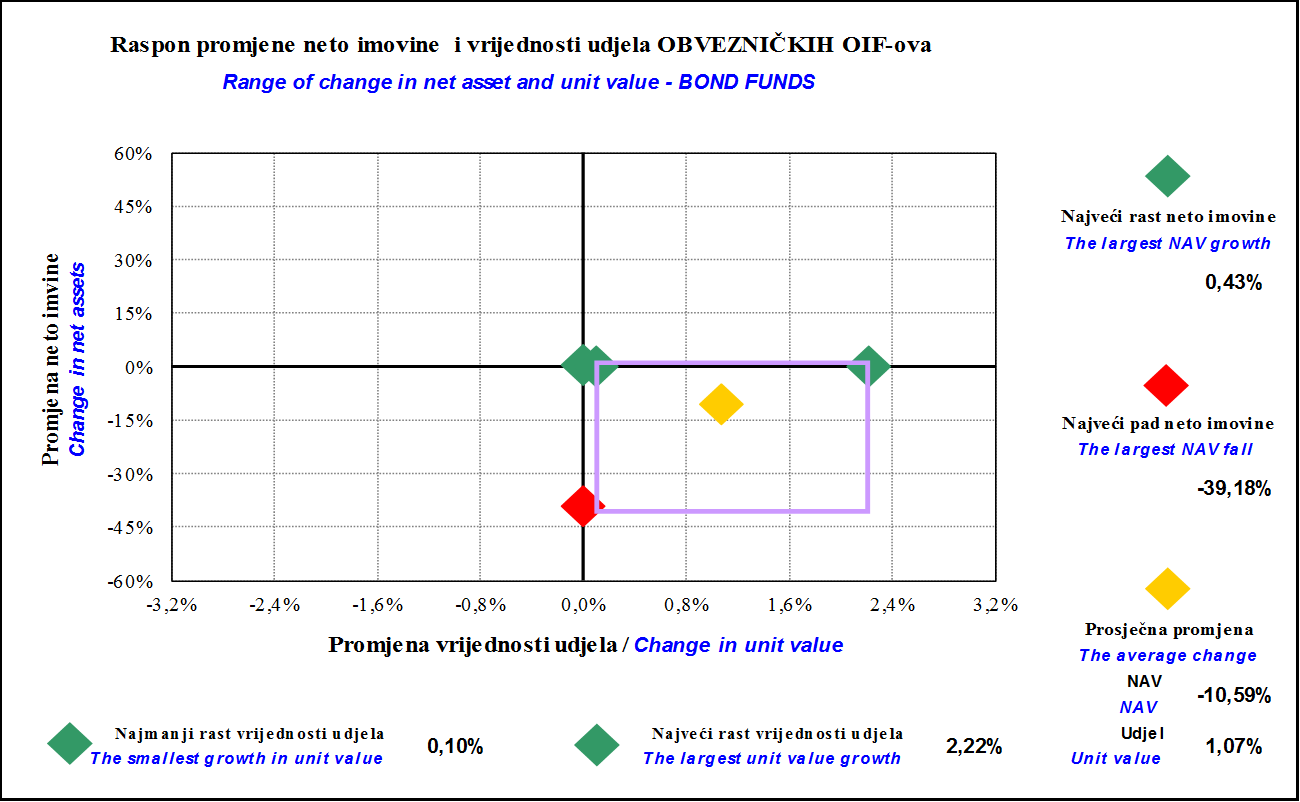 Raspon promjene neto imovine i vrijednosti udjela OBVEZNIČKIH OIF-ova
Range of change in net asset and unit value - BOND FUNDS
Promjena neto imvine
Change in net assets
60%
45%
30%
15%
0%
-15%
-30%
-45%
-60%
-3,2% -2,4% -1,6% -0,8% 0,0% 0,8% 1,6% 2,4% 3,2%
Promjena vrijednosti udjela / Change in unit value
Najveći rast neto imovine
The largest NAV growth
0,43%
Najveći pad neto imovine
The largest NAV fall
-39,18%
Prosječna promjena
The average change
NAV
NAV
-10,59%
Udjel
Unit value
1,07%
Najmanji rast vrijednosti udjela
The smallest growth in unit value
0,10%
Najveći rast vrijednosti udjela
The largest unit value growth
2,22%